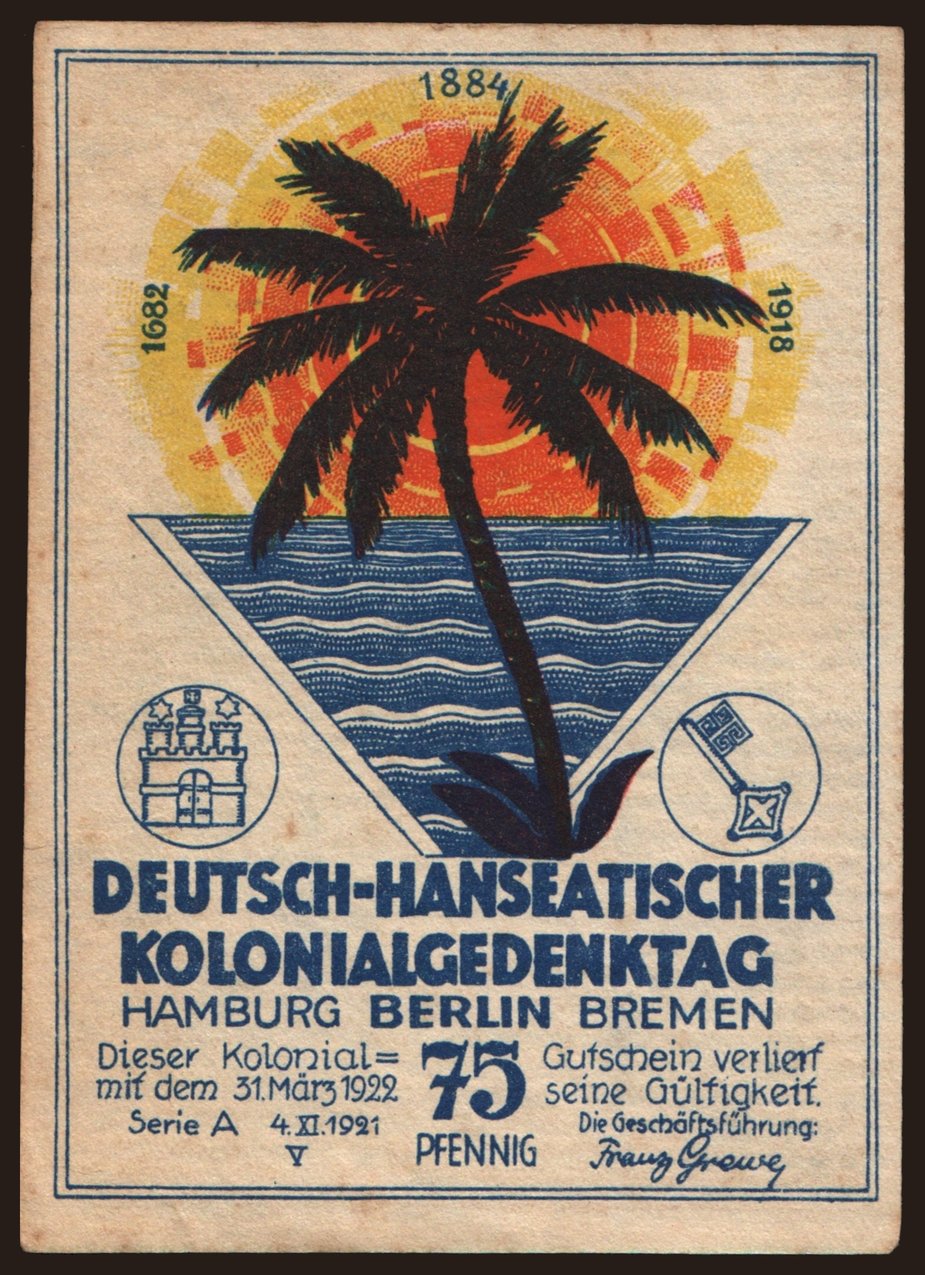 1884
1682
1918
DEUTSCH-HANSEATISCHER
KOLONIALGEDENKTAG
HAMBURG BERLIN BREMEN
Dieser Kolonial= 75 Gutschein verliert
mit dem 31. März 1922 seine Gültigkeit.
Serie A 4. XI. 1921 Die Geschäftsführung:
V PFENNIG Franz Grewe